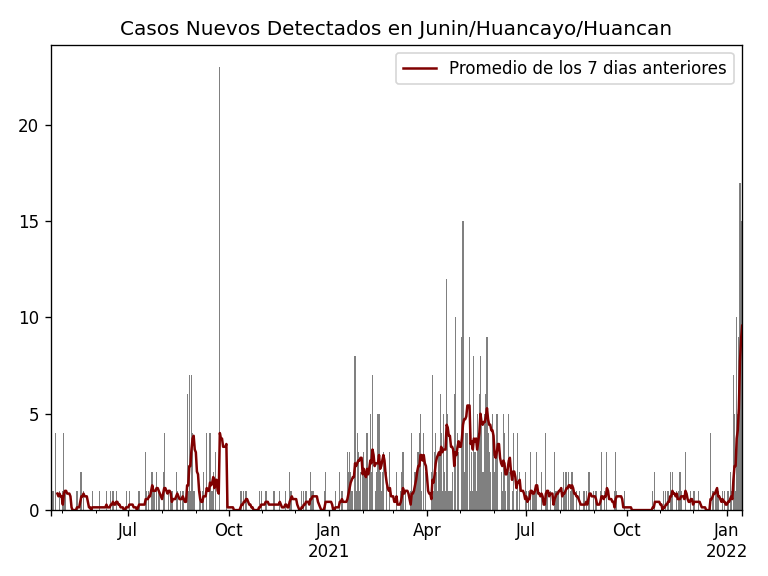 Casos Nuevos Detectados en Junin/Huancayo/Huancan
Promedio de los 7 dias anteriores
20
15
10
5
0
Jul
Oct
Jan
2021
Apr
Jul
Oct
Jan
2022